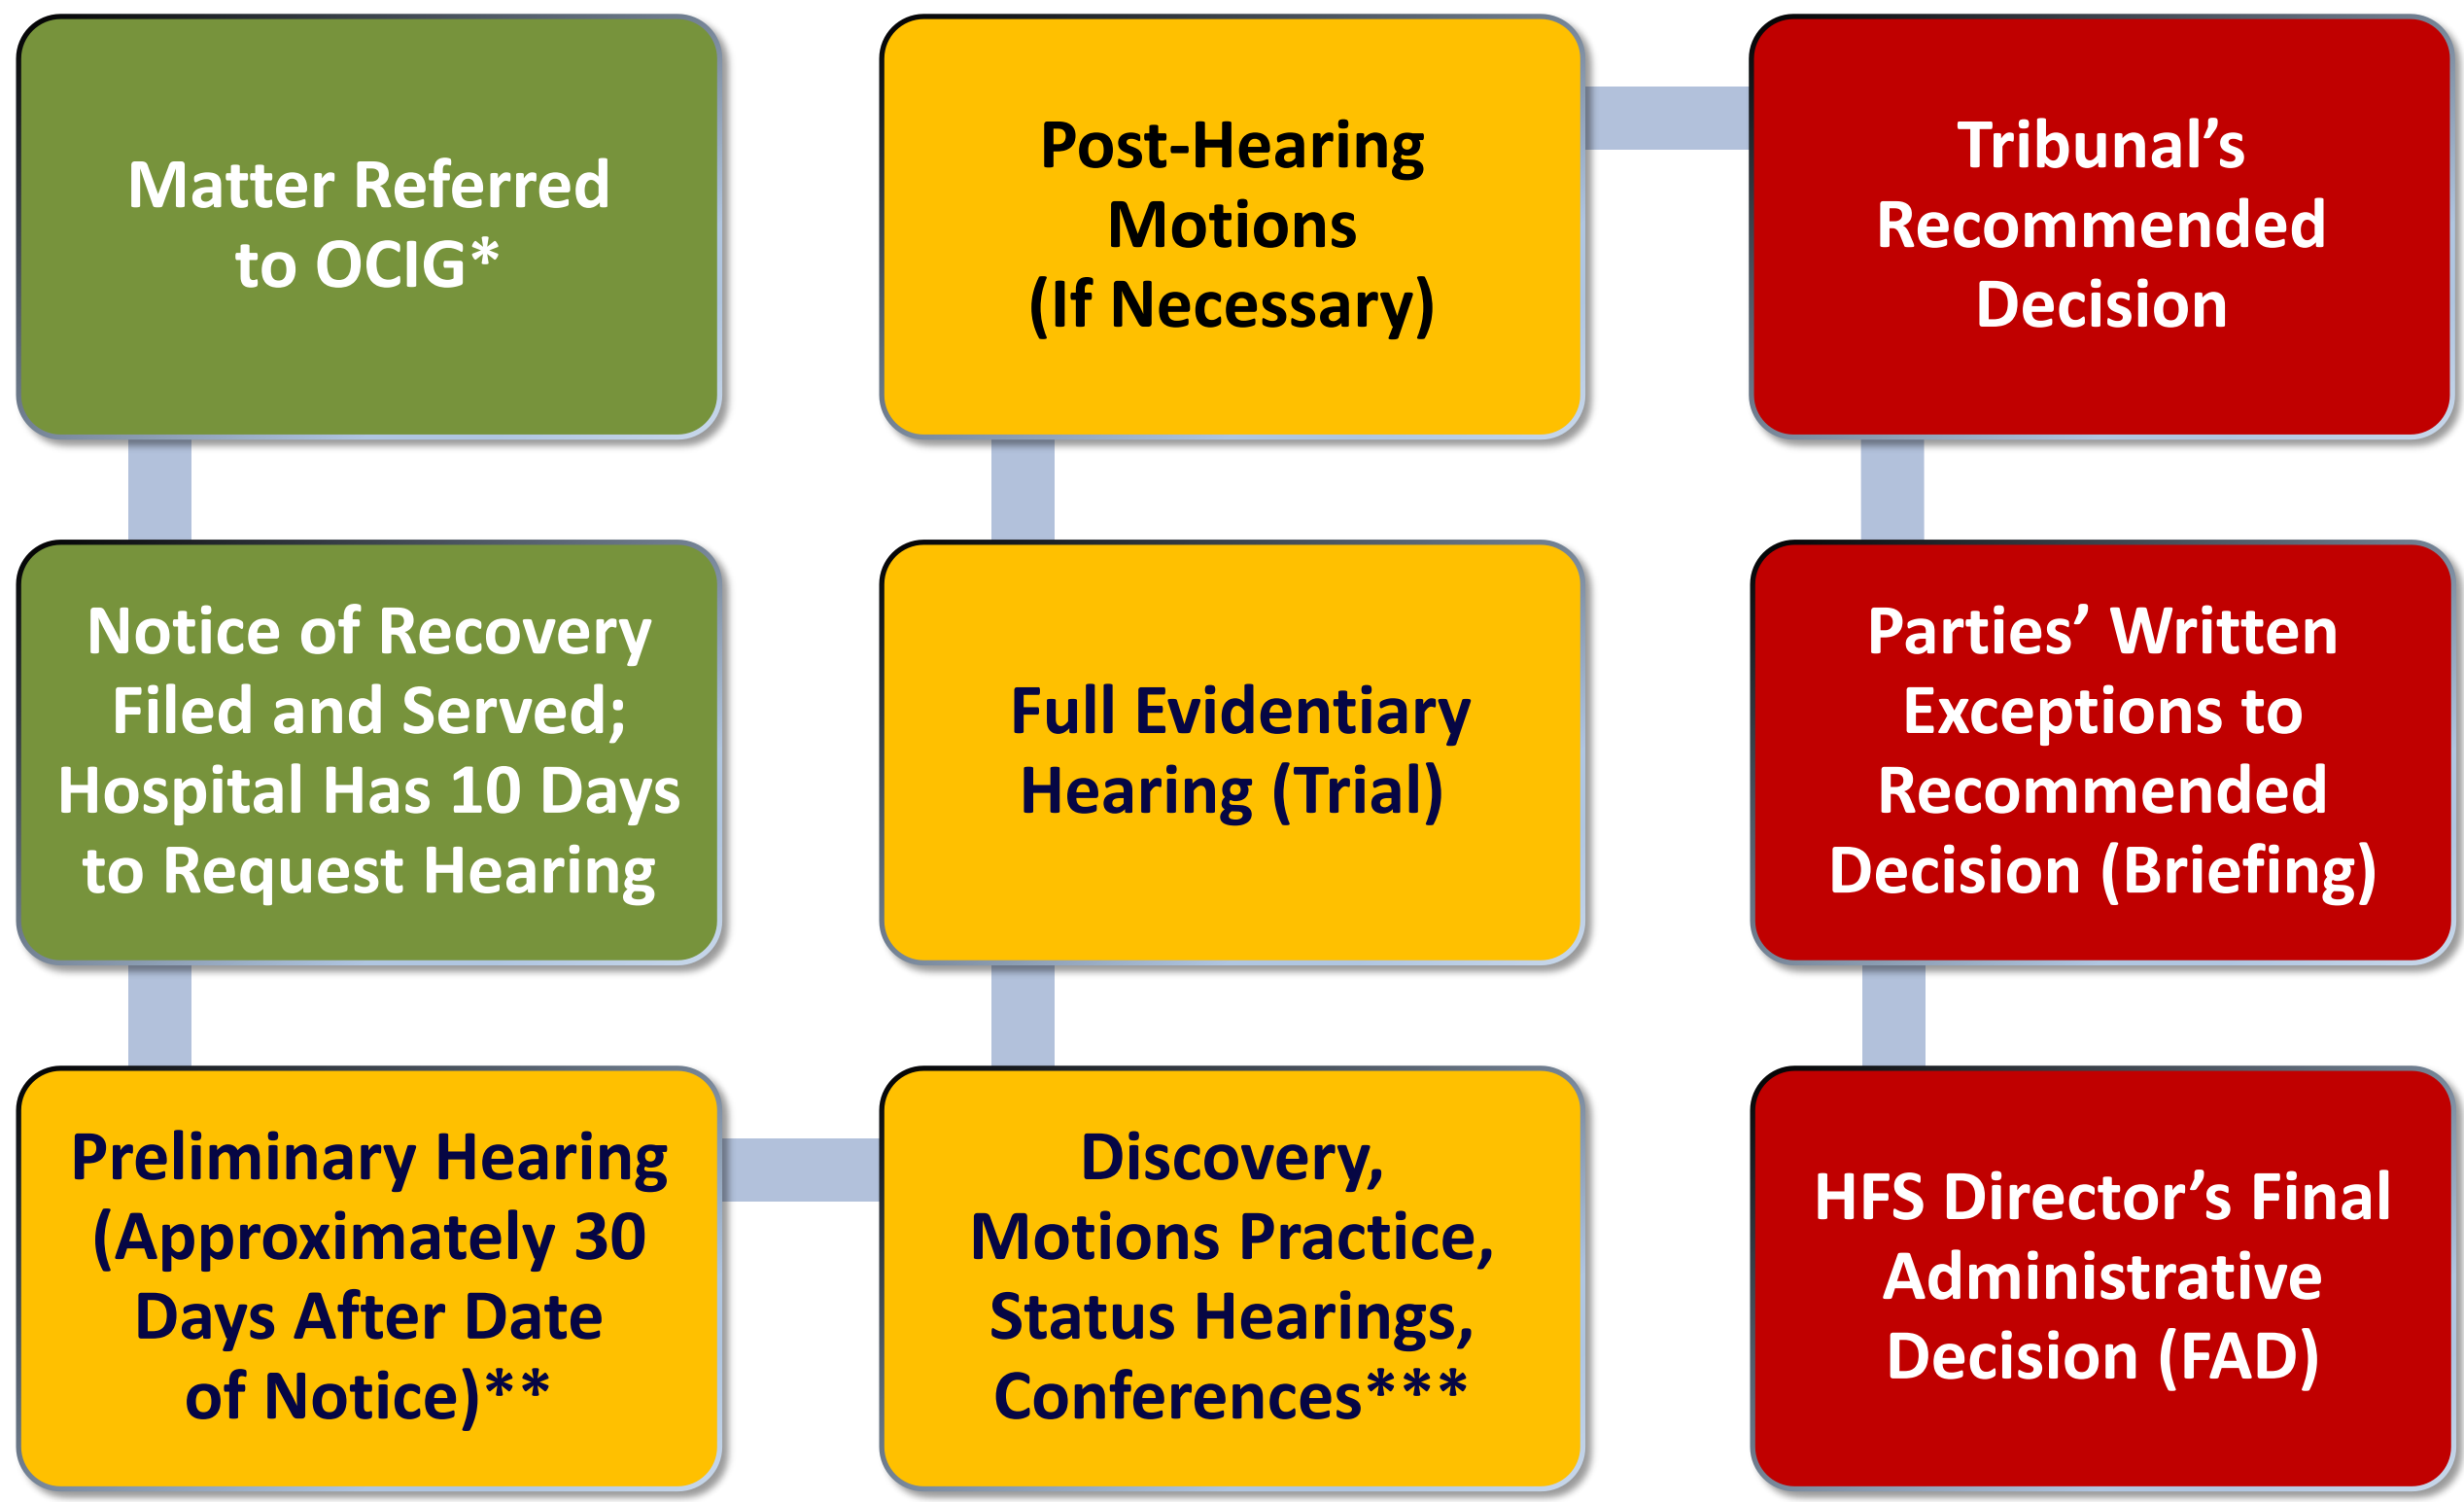 Matter Referred
to OCIG*
Notice of Recovery
Filed and Served;
Hospital Has 10 Days
to Request Hearing
Preliminary Hearing
(Approximately 30
Days After Date
of Notice)**
Discovery,
Motions Practice,
Status Hearings,
Conferences***
Full Evidentiary
Hearing (Trial)
Post-Hearing
Motions
(If Necessary)
Tribunal’s
Recommended
Decision
Parties’ Written
Exceptions to
Recommended
Decision (Briefing)
HFS Director’s Final
Administrative
Decision (FAD)